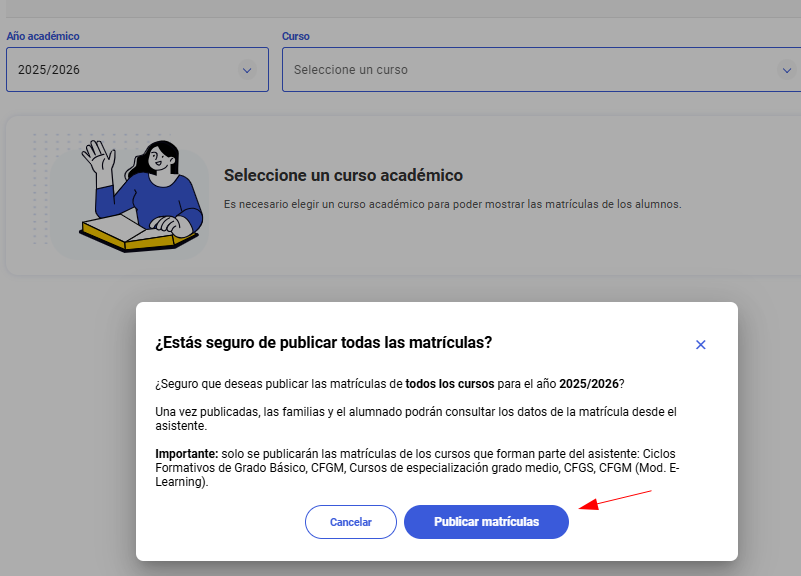 Año académico
Curso
2025/2026
Seleccione un curso
Seleccione un curso académico
Es necesario elegir un curso académico para poder mostrar las matrículas de los alumnos.
¿Estás seguro de publicar todas las matrículas?
¿Seguro que deseas publicar las matrículas de todos los cursos para el año 2025/2026?
Una vez publicadas, las familias y el alumnado podrán consultar los datos de la matrícula desde el
asistente.
Importante: solo se publicarán las matrículas de los cursos que forman parte del asistente: Ciclos
Formativos de Grado Básico, CFGM, Cursos de especialización grado medio, CFGS, CFGM (Mod. E-
Learning).
Cancelar
Publicar matrículas